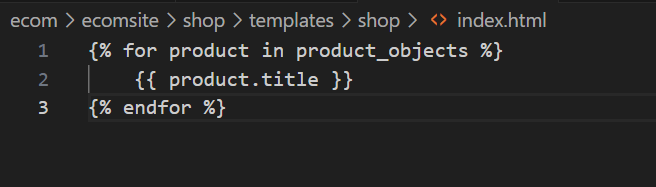 ecom > ecomsite > shop > templates > shop > <> index.html
1 {% for product in product_objects %}
2 {{ product.title }}
3 {% endfor %}